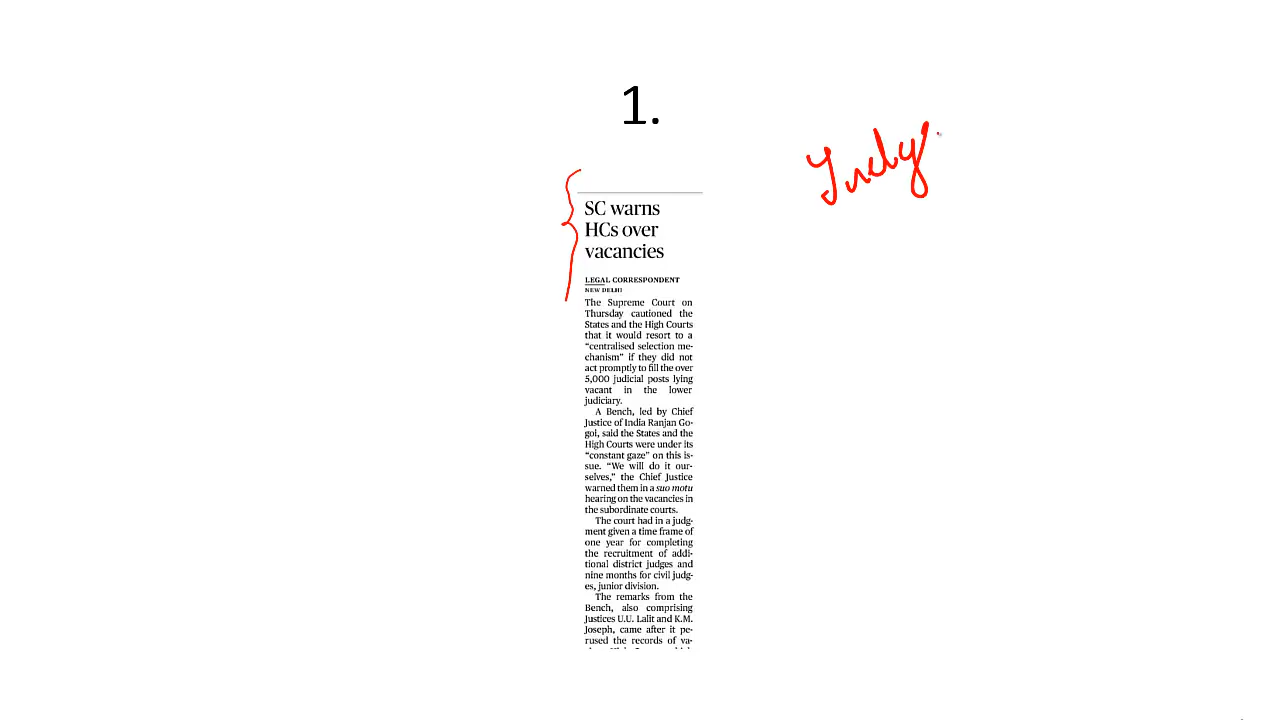 1.
SC warns
HCs over
vacancies
LEGAL CORRESPONDENT
NEW DELHI
The Supreme Court on
Thursday cautioned the
States and the High Courts
that it would resort to a
“centralised selection me-
chanism” if they did not
act promptly to fill the over
5,000 judicial posts lying
vacant in the lower
judiciary.
A Bench, led by Chief
Justice of India Ranjan Go-
goi, said the States and the
High Courts were under its
“constant gaze” on this is-
sue. “We will do it our-
selves,” the Chief Justice
warned them in a suo motu
hearing on the vacancies in
the subordinate courts.
The court had in a judg-
ment given a time frame of
one year for completing
the recruitment of addi-
tional district judges and
nine months for civil judg-
es, junior division.
The remarks from the
Bench, also comprising
Justices U.U. Lalit and K.M.
Joseph, came after it pe-
rused the records of va-